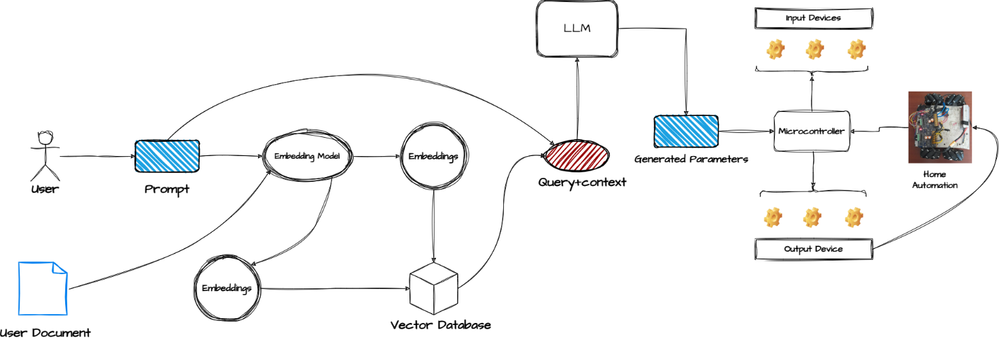 LLM
Input Devices
Microcontroller
Generated Parameters
Home
Automation
Output Device
User
Prompt
Embedding Model
Embeddings
Query+context
User Document
Embeddings
Vector Database